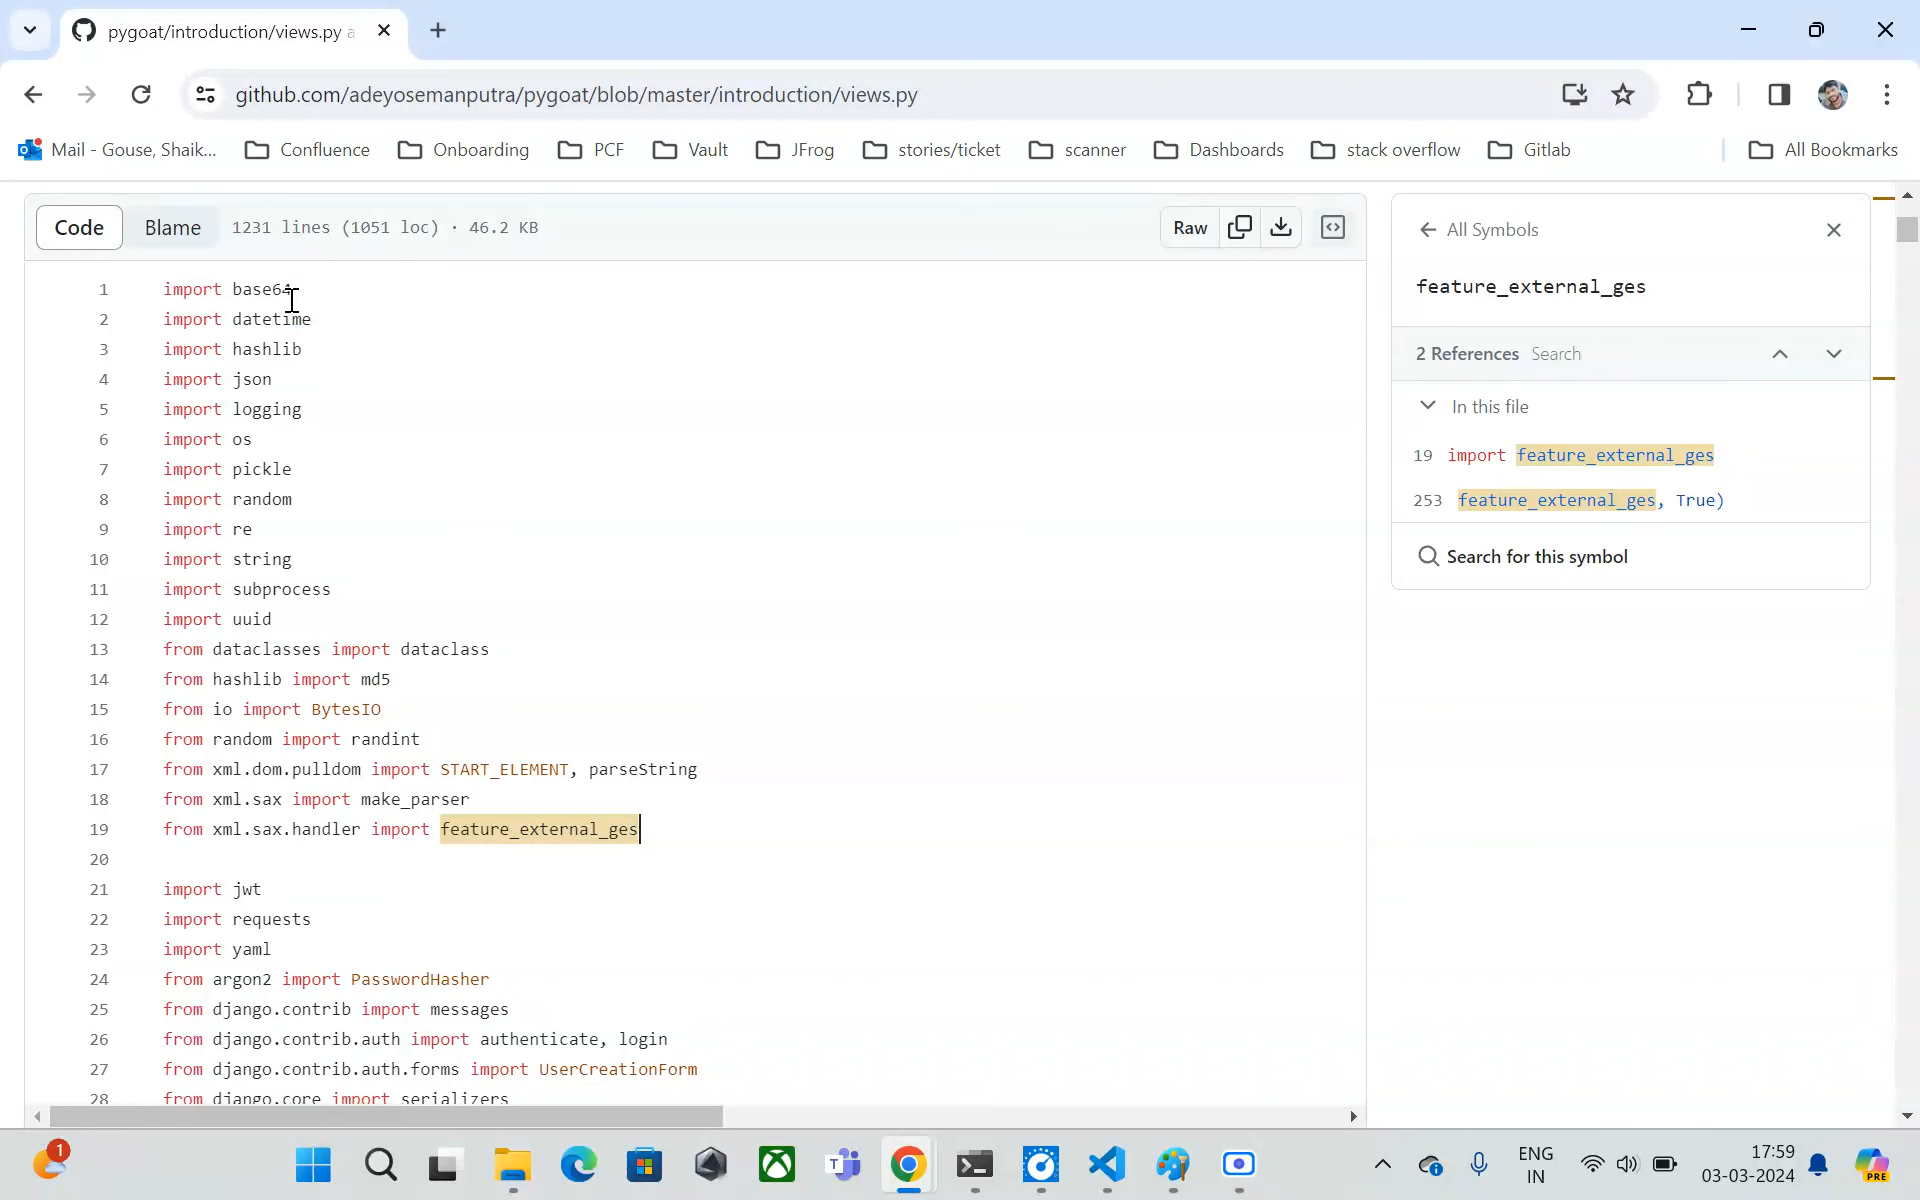 pygoat/introduction/views.py a
github.com/adeyosemanputra/pygoat/blob/master/introduction/views.py
Mail - Gouse, Shaik... Confluence Onboarding PCF Vault JFrog stories/ticket scanner Dashboards stack overflow Gitlab All Bookmarks
Code Blame 1231 lines (1051 loc) · 46.2 KB Raw
1 import base64
2 import datetime
3 import hashlib
4 import json
5 import logging
6 import os
7 import pickle
8 import random
9 import re
10 import string
11 import subprocess
12 import uuid
13 from dataclasses import dataclass
14 from hashlib import md5
15 from io import BytesIO
16 from random import randint
17 from xml.dom.pulldom import START_ELEMENT, parseString
18 from xml.sax import make_parser
19 from xml.sax.handler import feature_external_ges
20
21 import jwt
22 import requests
23 import yaml
24 from argon2 import PasswordHasher
25 from django.contrib import messages
26 from django.contrib.auth import authenticate, login
27 from django.contrib.auth.forms import UserCreationForm
28 from django.core import serializers
All Symbols
feature_external_ges
2 References Search
In this file
19 import feature_external_ges
253 feature_external_ges, True)
Search for this symbol
1
ENG
IN
17:59
03-03-2024
PRE